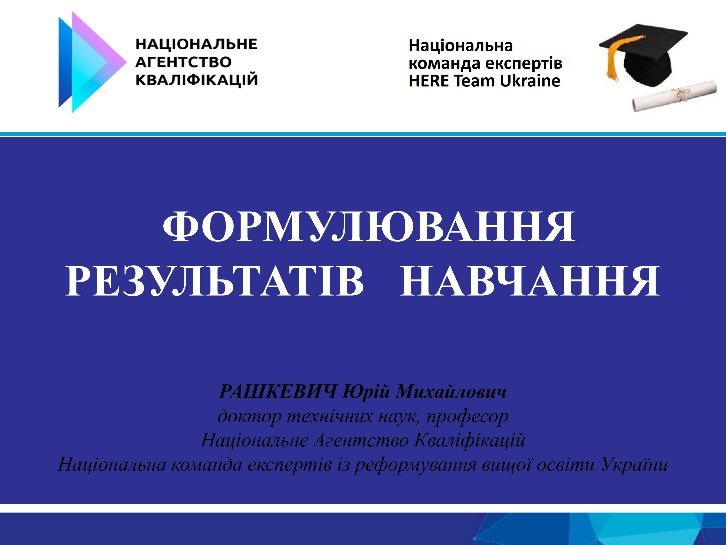 НАЦІОНАЛЬНЕ
АГЕНТСТВО
КВАЛІФІКАЦІЙ
Національна
команда експертів
HERE Team Ukraine
ФОРМУЛЮВАННЯ
РЕЗУЛЬТАТІВ НАВЧАННЯ
РАШКЕВИЧ Юрій Михайлович
доктор технічних наук, професор
Національне Агентство Кваліфікацій
Національна команда експертів із реформування вищої освіти України